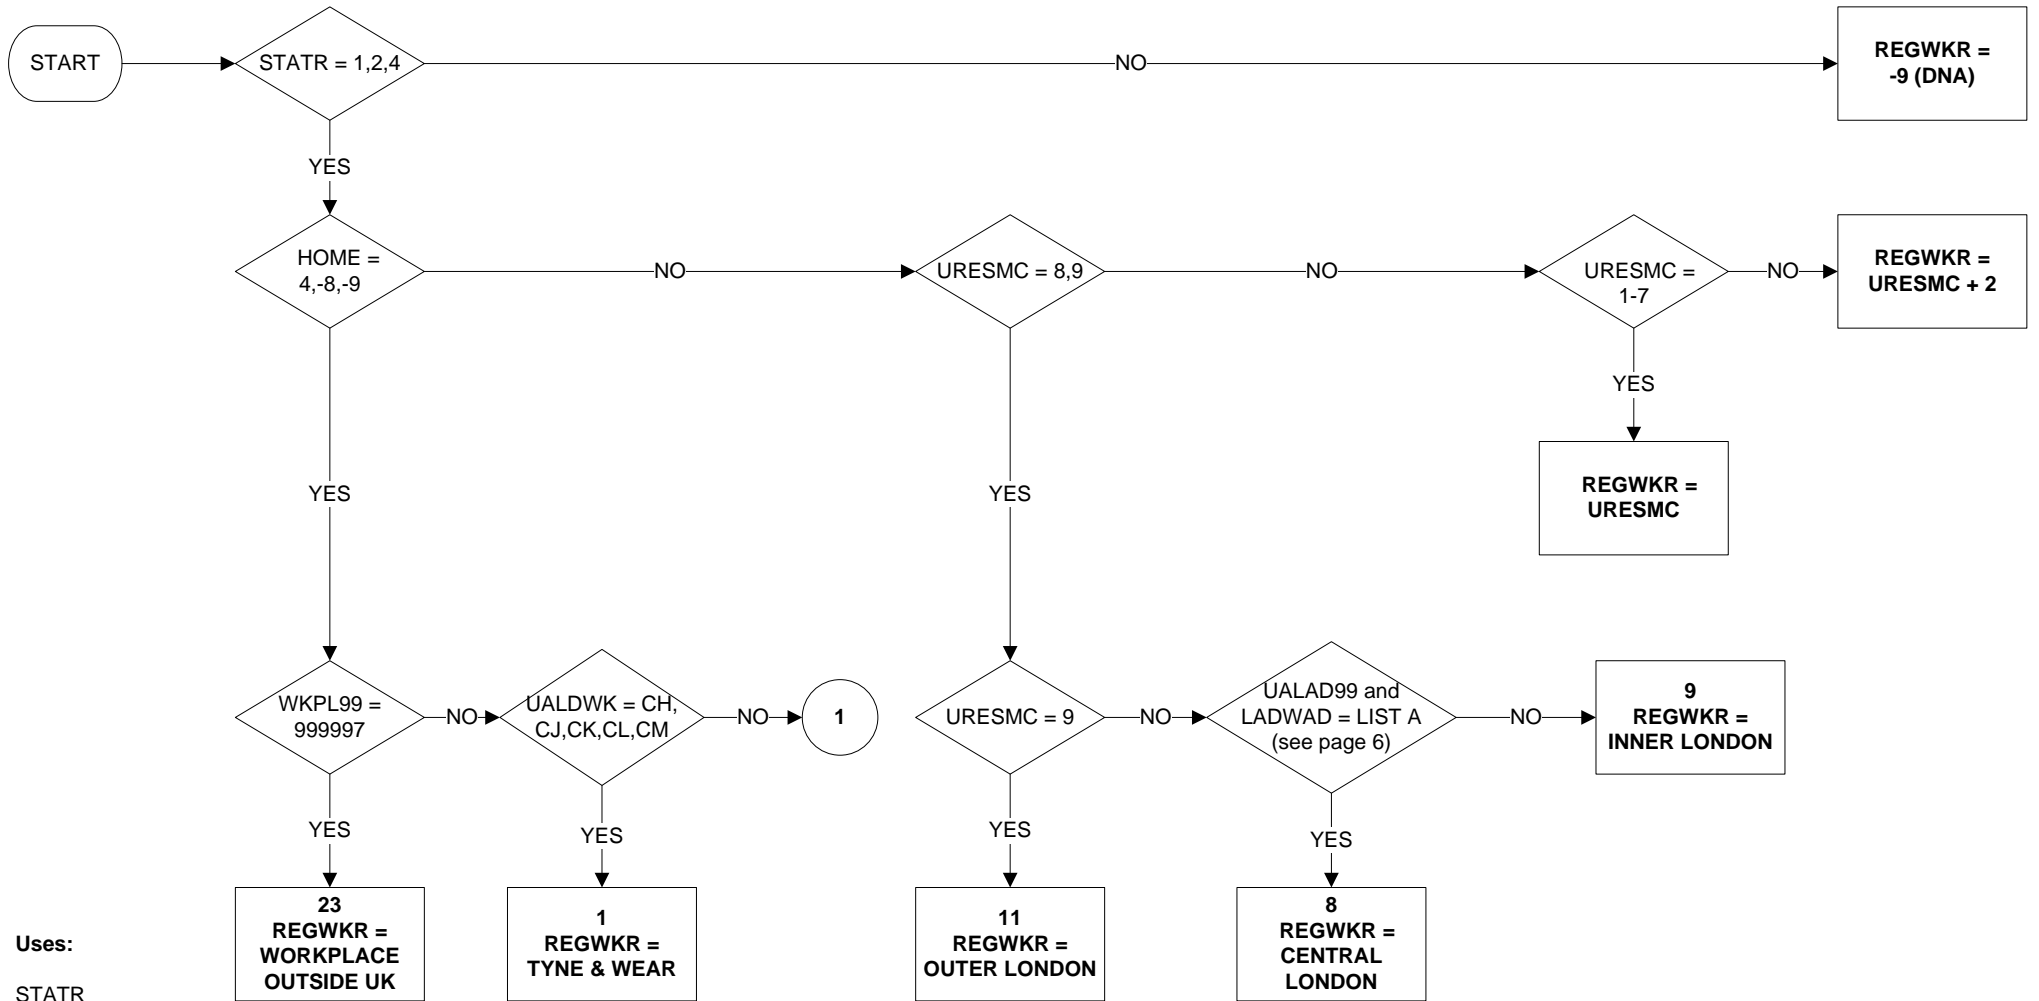 START
STATR = 1,2,4
NO
REGWKR =
-9 (DNA)
YES
HOME =
4,-8,-9
NO
URESMC = 8,9
NO
URESMC =
1-7
NO
REGWKR =
URESMC + 2
YES
REGWKR =
URESMC
YES
YES
WKPL99 =
999997
NO
UALDWK = CH,
CJ,CK,CL,CM
NO
1
URESMC = 9
NO
UALAD99 and
LADWAD = LIST A
(see page 6)
NO
9
REGWKR =
INNER LONDON
YES
YES
YES
YES
23
REGWKR =
WORKPLACE
OUTSIDE UK
1
REGWKR =
TYNE & WEAR
11
REGWKR =
OUTER LONDON
8
REGWKR =
CENTRAL
LONDON
Uses:
STATR